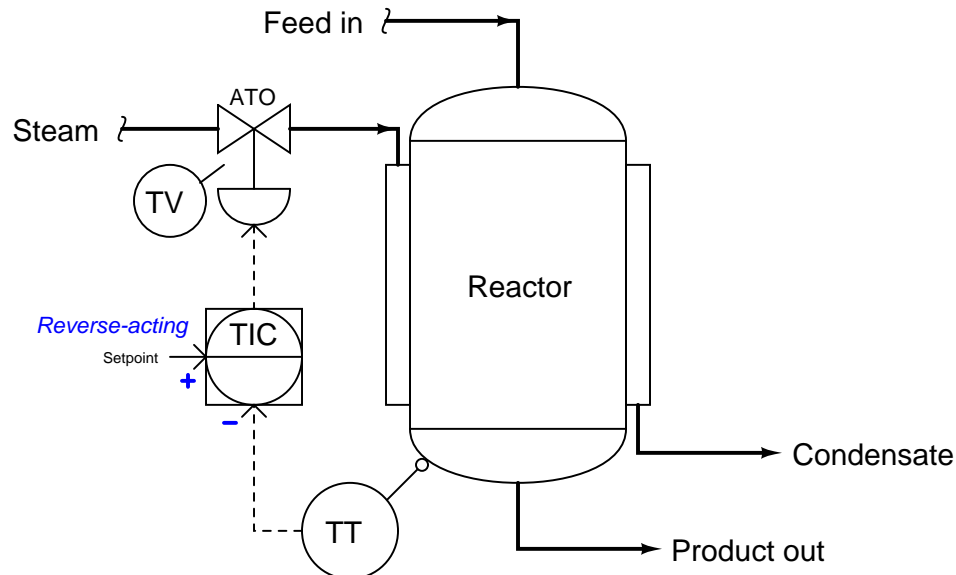 Feed in
ATO
Steam
TV
Reactor
Reverse-acting
TIC
Setpoint
+
−
Condensate
TT
Product out